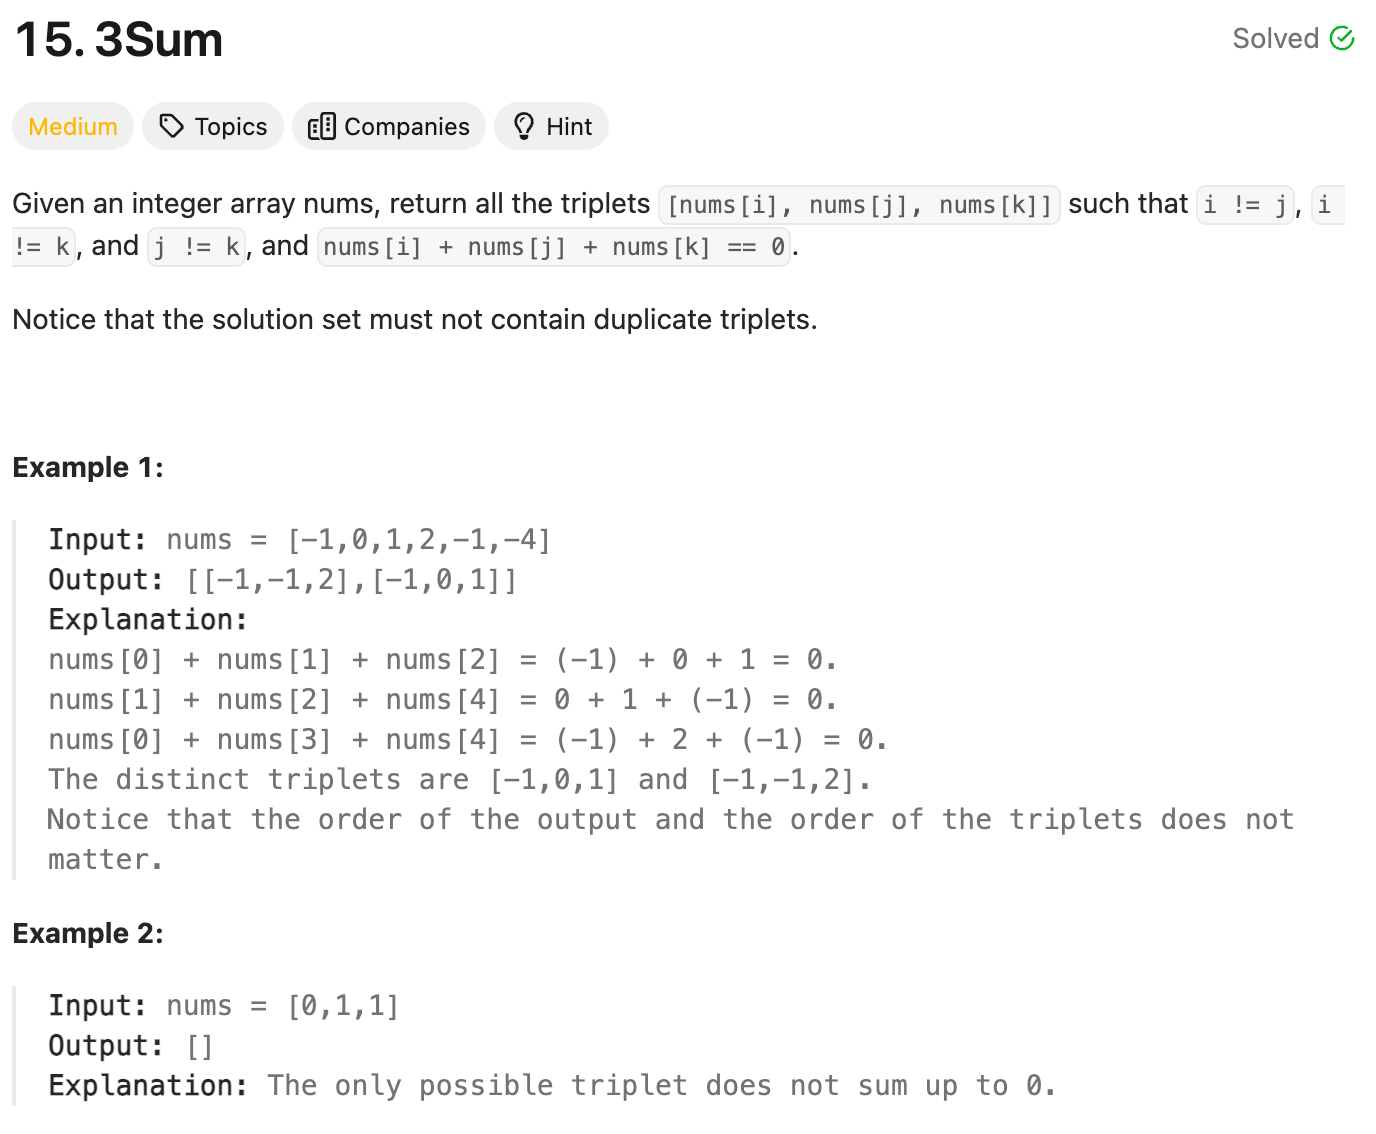 15. 3Sum
Solved
Medium Topics Companies Hint
Given an integer array nums, return all the triplets [nums[i], nums[j], nums[k]] such that i != j, i
!= k, and j != k, and nums[i] + nums[j] + nums[k] == 0.
Notice that the solution set must not contain duplicate triplets.
Example 1:
Input: nums = [-1,0,1,2,-1,-4]
Output: [[-1,-1,2],[-1,0,1]]
Explanation:
nums[0] + nums[1] + nums[2] = (-1) + 0 + 1 = 0.
nums[1] + nums[2] + nums[4] = 0 + 1 + (-1) = 0.
nums[0] + nums[3] + nums[4] = (-1) + 2 + (-1) = 0.
The distinct triplets are [-1,0,1] and [-1,-1,2].
Notice that the order of the output and the order of the triplets does not
matter.
Example 2:
Input: nums = [0,1,1]
Output: []
Explanation: The only possible triplet does not sum up to 0.